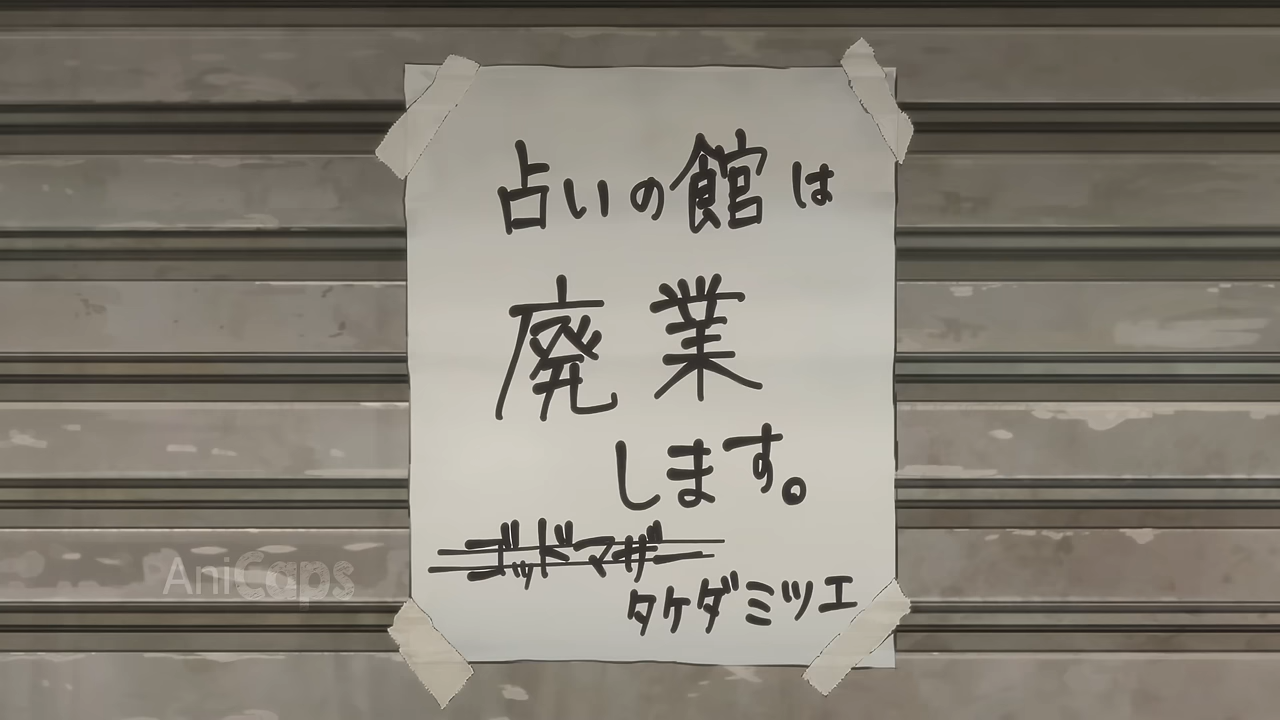 占いの館は
廃業
します。
ゴッドマザー
タケダミツエ
AniCaps